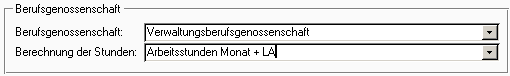 Berufsgenossenschaft
Berufsgenossenschaft: Verwaltungsberufsgenossenschaft
Berechnung der Stunden: Arbeitsstunden Monat + LA